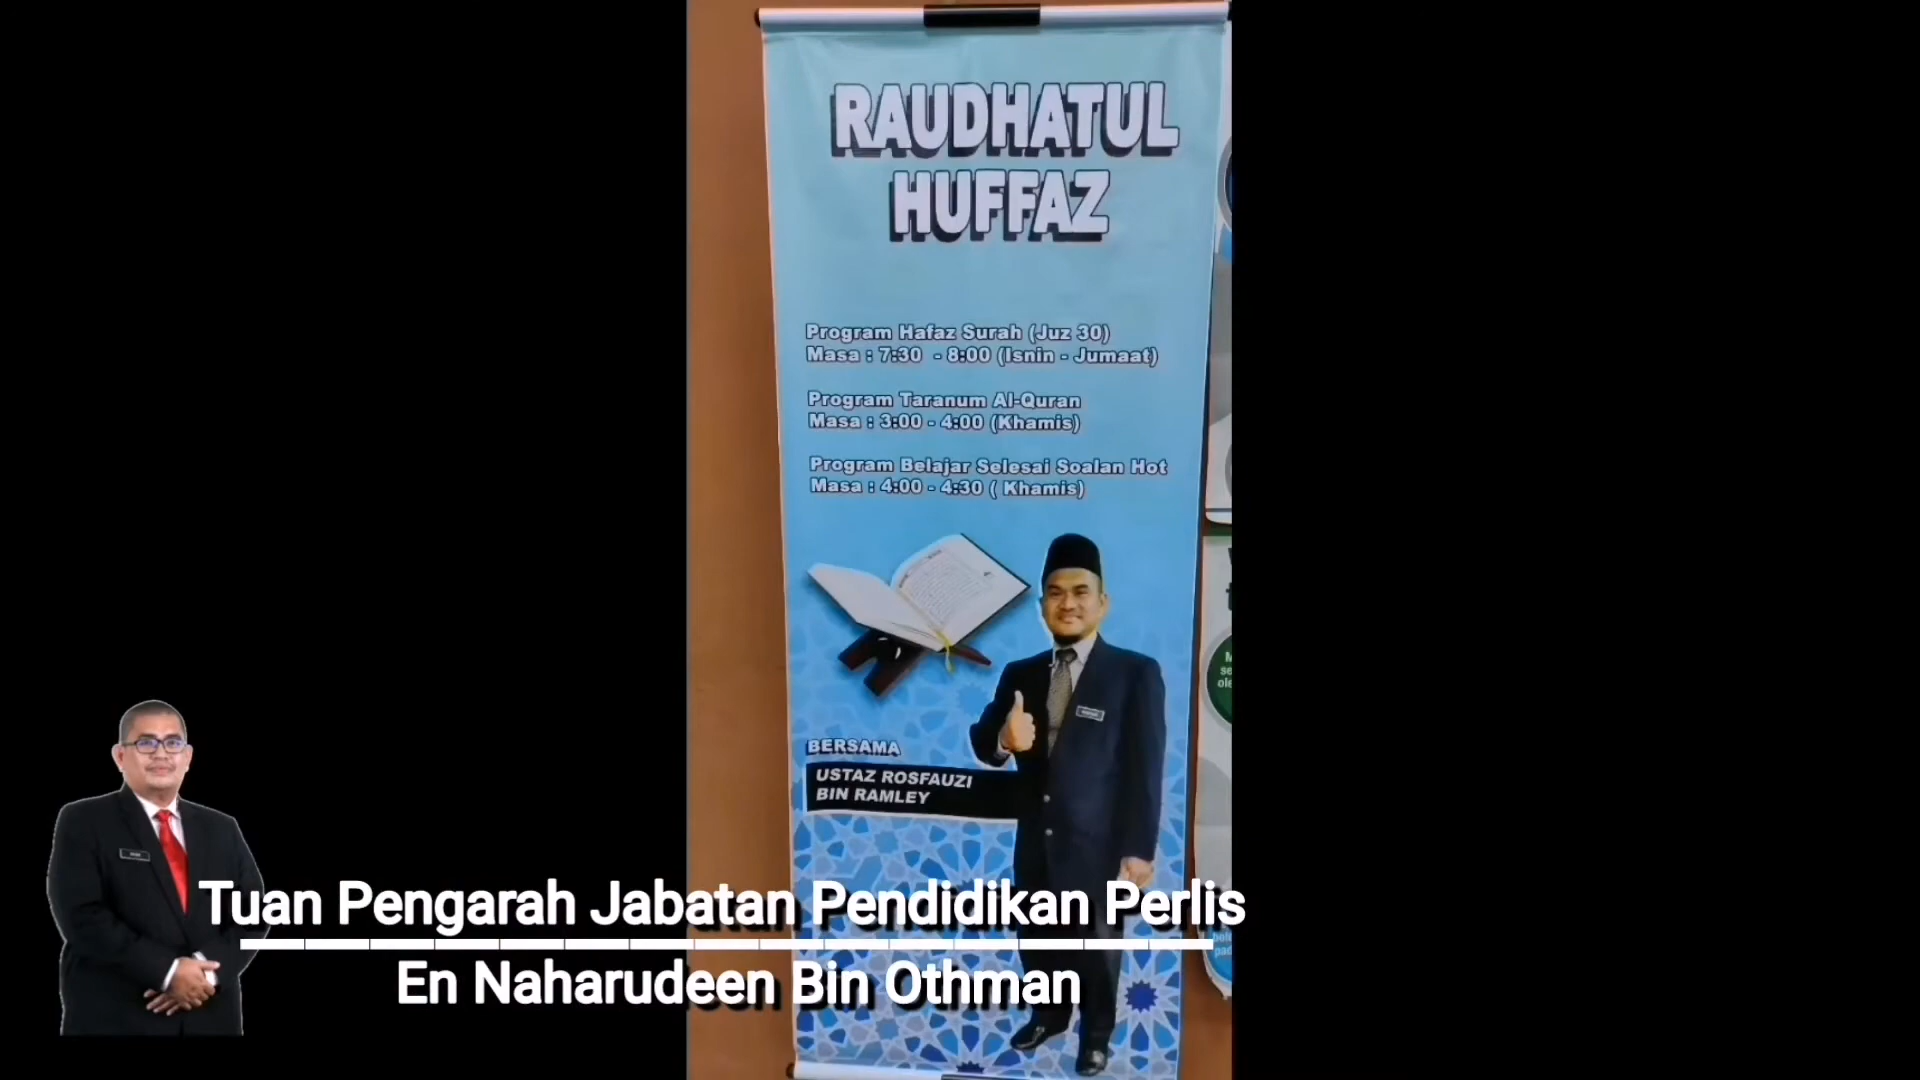 RAUDHATUL
HUFFAZ
Program Hafaz Surah (Juz 30)
Masa : 7:30 - 8:00 (Isnin - Jumaat)
Program Taranum Al-Quran
Masa : 3:00 - 4:00 (Khamis)
Program Belajar Selesai Soalan Hot
Masa : 4:00 - 4:30 ( Khamis)
BERSAMA
USTAZ ROSFAUZI
BIN RAMLEY
Tuan Pengarah Jabatan Pendidikan Perlis
En Naharudeen Bin Othman